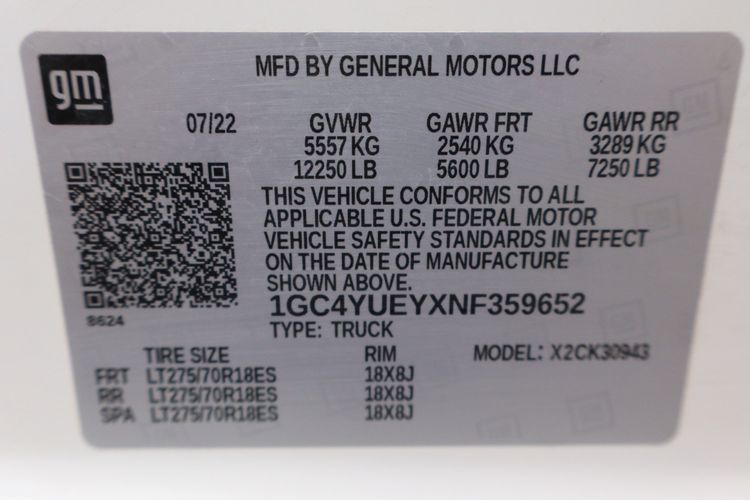 gm
MFD BY GENERAL MOTORS LLC
07/22 GVWR GAWR FRT GAWR RR
5557 KG 2540 KG 3289 KG
12250 LB 5600 LB 7250 LB
THIS VEHICLE CONFORMS TO ALL
APPLICABLE U.S. FEDERAL MOTOR
VEHICLE SAFETY STANDARDS IN EFFECT
ON THE DATE OF MANUFACTURE
SHOWN ABOVE.
8624
1GC4YUEYXNF359652
TYPE: TRUCK
TIRE SIZE RIM MODEL: X2CK30943
FRT LT275/70R18ES 18X8J
RR LT275/70R18ES 18X8J
SPA LT275/70R18ES 18X8J